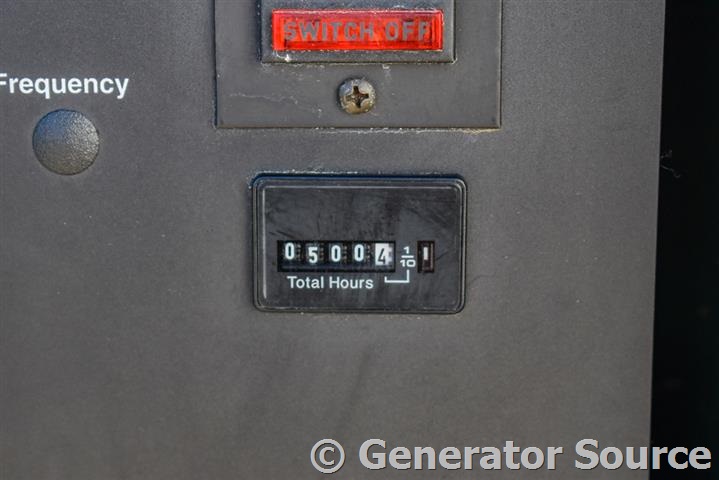 SWITCH OFF
Frequency
05004 1/10
Total Hours
© Generator Source